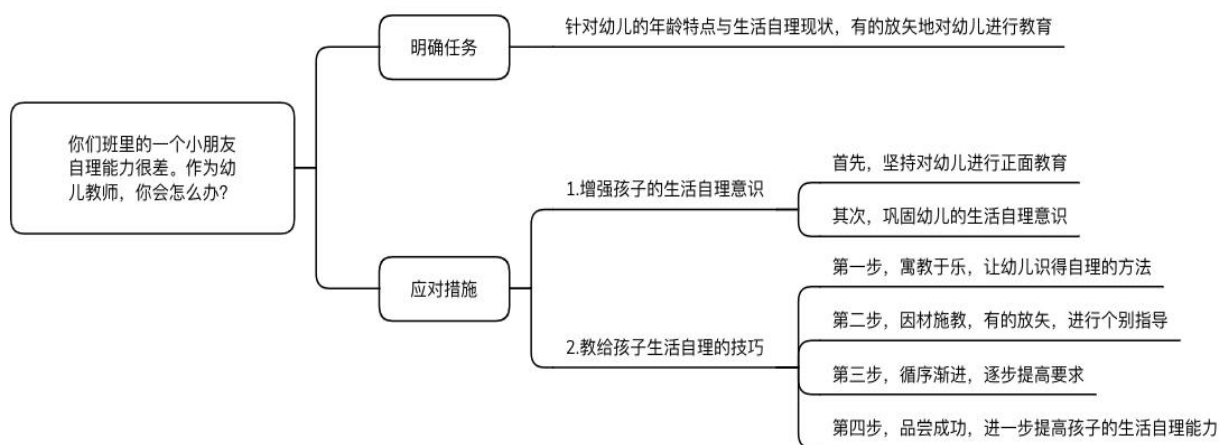 你们班里的一个小朋友
自理能力很差。作为幼
儿教师，你会怎么办？
明确任务
针对幼儿的年龄特点与生活自理现状，有的放矢地对幼儿进行教育
应对措施
1.增强孩子的生活自理意识
首先，坚持对幼儿进行正面教育
其次，巩固幼儿的生活自理意识
2.教给孩子生活自理的技巧
第一步，寓教于乐，让幼儿识得自理的方法
第二步，因材施教，有的放矢，进行个别指导
第三步，循序渐进，逐步提高要求
第四步，品尝成功，进一步提高孩子的生活自理能力